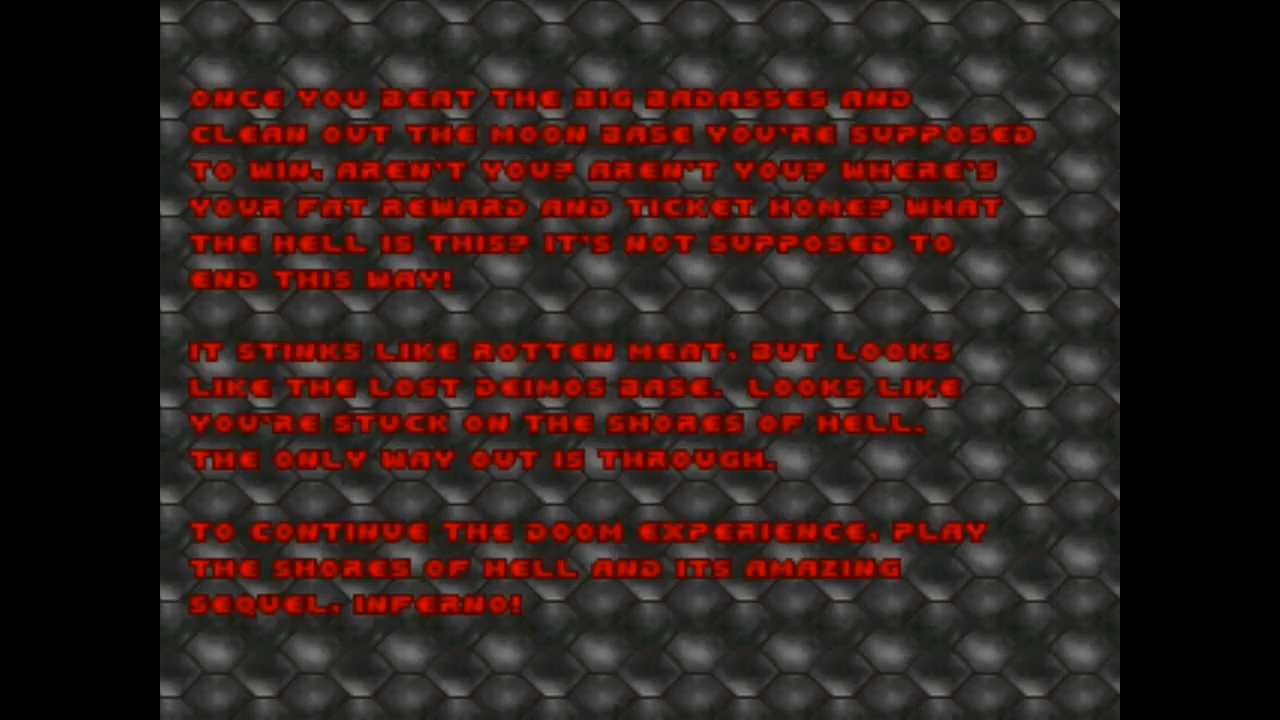 ONCE YOU BEAT THE BIG BADASSES AND
CLEAN OUT THE MOON BASE YOU'RE SUPPOSED
TO WIN, AREN'T YOU? AREN'T YOU? WHERE'S
YOUR FAT REWARD AND TICKET HOME? WHAT
THE HELL IS THIS? IT'S NOT SUPPOSED TO
END THIS WAY!
IT STINKS LIKE ROTTEN MEAT, BUT LOOKS
LIKE THE LOST DEIMOS BASE. LOOKS LIKE
YOU'RE STUCK ON THE SHORES OF HELL.
THE ONLY WAY OUT IS THROUGH.
TO CONTINUE THE DOOM EXPERIENCE, PLAY
THE SHORES OF HELL AND ITS AMAZING
SEQUEL, INFERNO!